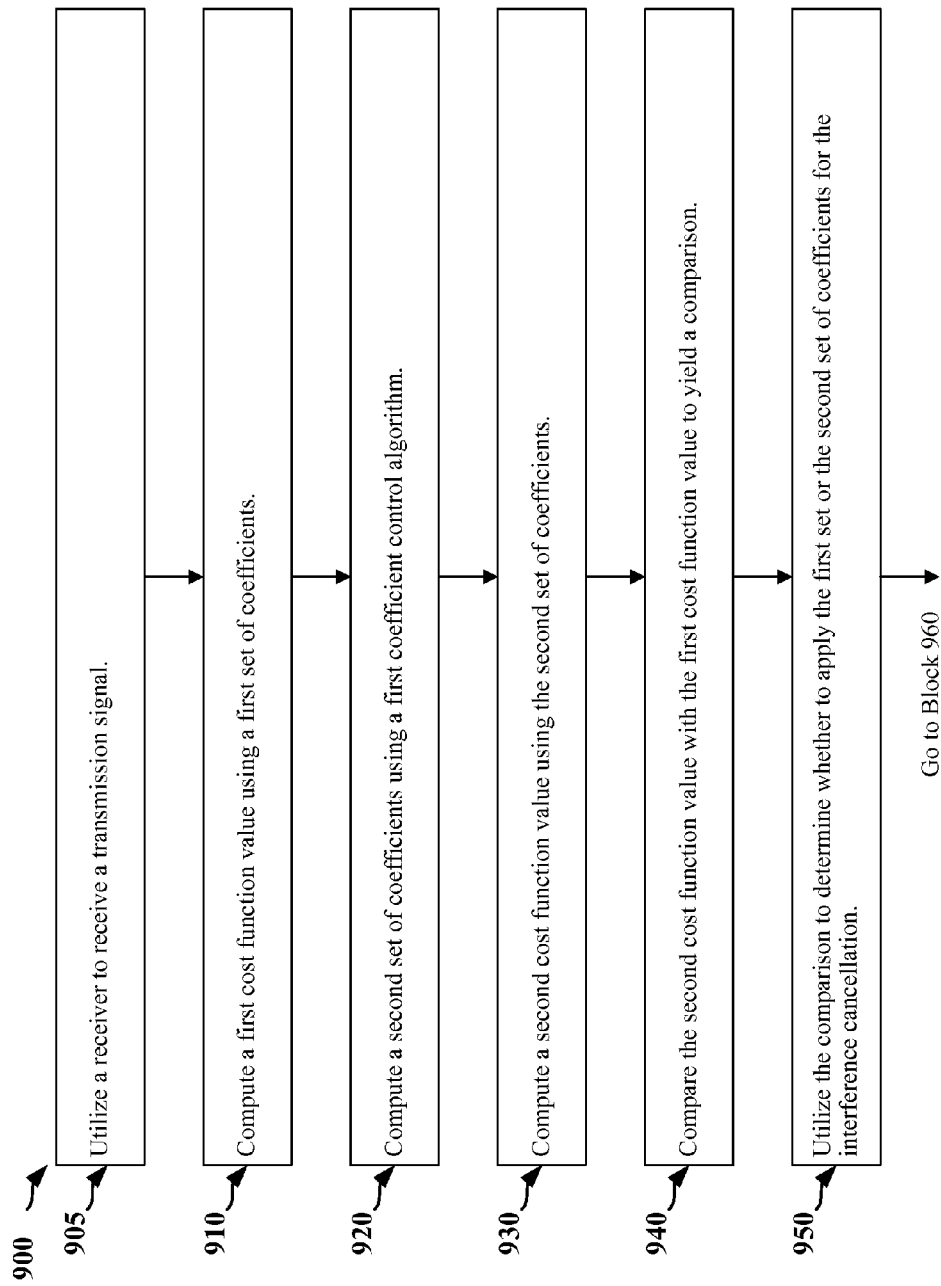 900
905
Utilize a receiver to receive a transmission signal.
910
Compute a first cost function value using a first set of coefficients.
920
Compute a second set of coefficients using a first coefficient control algorithm.
930
Compute a second cost function value using the second set of coefficients.
940
Compare the second cost function value with the first cost function value to yield a comparison.
950
Utilize the comparison to determine whether to apply the first set or the second set of coefficients for the
interference cancellation.
Go to Block 960